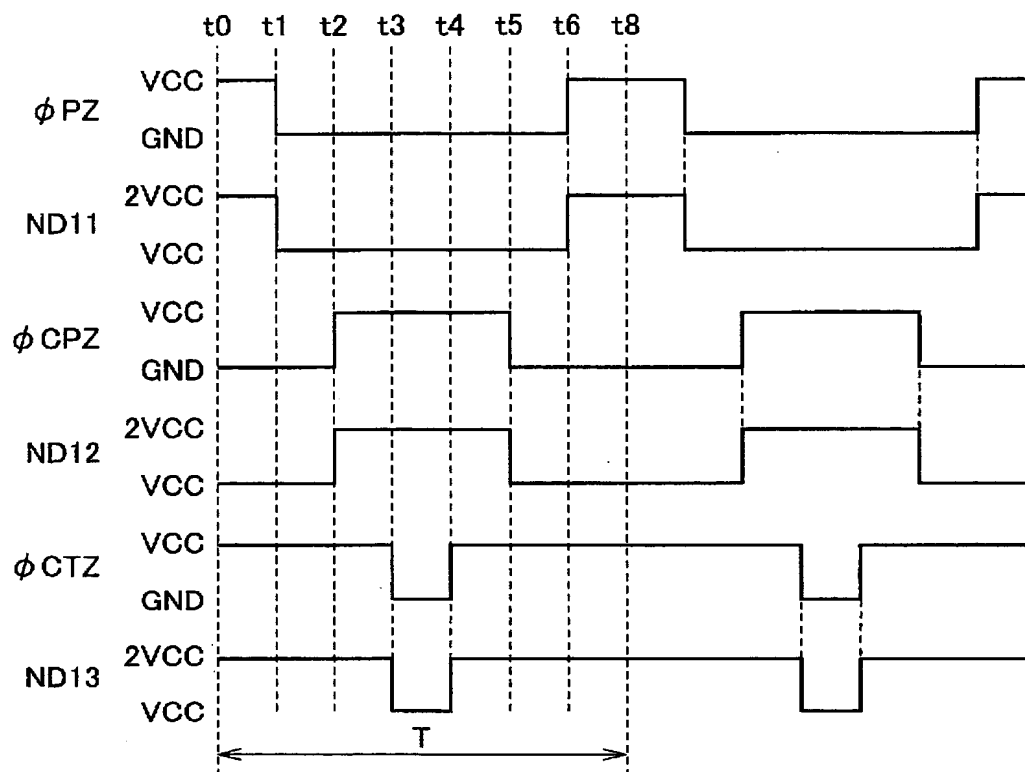 t0 t1 t2 t3 t4 t5 t6 t8
VCC
φPZ
GND
2VCC
ND11
VCC
VCC
φCPZ
GND
2VCC
ND12
VCC
VCC
φCTZ
GND
2VCC
ND13
VCC
T